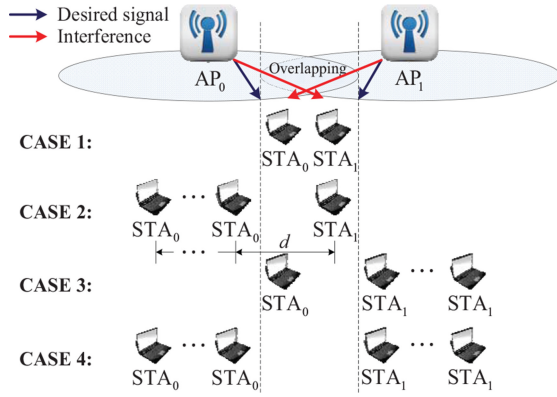 Desired signal
Interference
Overlapping
AP0 AP1
CASE 1:
STA0 STA1
CASE 2:
... 
STA0 STA0 STA1
... d
CASE 3:
...
STA0 STA1 STA1
CASE 4:
... ...
STA0 STA0 STA1 STA1